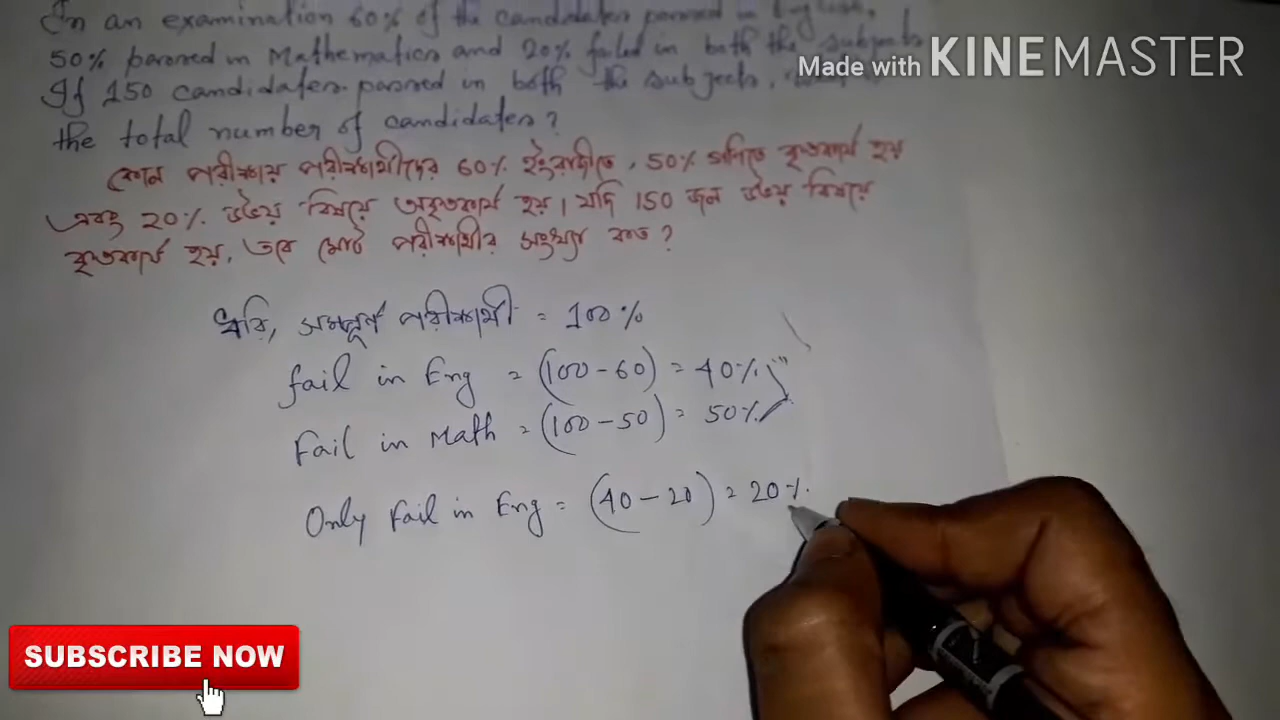 In an examination 60% of the candidates passed in English,
50% passed in Mathematics and 20% failed in both the subjects
If 150 candidates passed in both the subjects,
the total number of candidates?
Made with KINEMASTER
কোন পরীক্ষায় পরীক্ষার্থীদের 60% ইংরাজীতে, 50% গণিতে কৃতকার্য হয়
এবং 20% উভয় বিষয়ে অকৃতকার্য হয়। যদি 150 জন উভয় বিষয়ে
কৃতকার্য হয়, তবে মোট পরীক্ষার্থীর সংখ্যা কত?
ধরি, সম্পূর্ণ পরীক্ষার্থী = 100%
fail in Eng = (100-60) = 40%
Fail in Math = (100-50) = 50%
Only Fail in Eng = (40-20) = 20%
SUBSCRIBE NOW